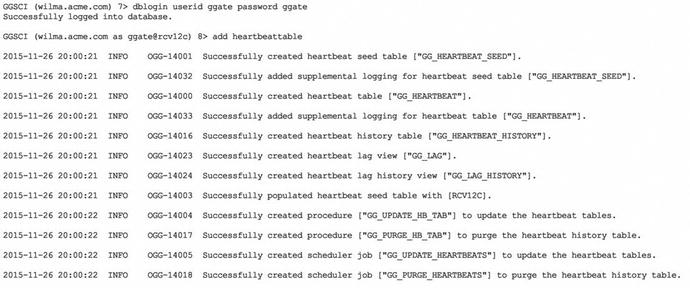 GGSCI (wilma.acme.com) 7> dblogin userid ggate password ggate
Successfully logged into database.
GGSCI (wilma.acme.com as ggate@rcv12c) 8> add heartbeattable
2015-11-26 20:00:21 INFO OGG-14001 Successfully created heartbeat seed table ["GG_HEARTBEAT_SEED"].
2015-11-26 20:00:21 INFO OGG-14032 Successfully added supplemental logging for heartbeat seed table ["GG_HEARTBEAT_SEED"].
2015-11-26 20:00:21 INFO OGG-14000 Successfully created heartbeat table ["GG_HEARTBEAT"].
2015-11-26 20:00:21 INFO OGG-14033 Successfully added supplemental logging for heartbeat table ["GG_HEARTBEAT"].
2015-11-26 20:00:21 INFO OGG-14016 Successfully created heartbeat history table ["GG_HEARTBEAT_HISTORY"].
2015-11-26 20:00:21 INFO OGG-14023 Successfully created heartbeat lag view ["GG_LAG"].
2015-11-26 20:00:21 INFO OGG-14024 Successfully created heartbeat lag history view ["GG_LAG_HISTORY"].
2015-11-26 20:00:21 INFO OGG-14003 Successfully populated heartbeat seed table with [RCV12C].
2015-11-26 20:00:22 INFO OGG-14004 Successfully created procedure ["GG_UPDATE_HB_TAB"] to update the heartbeat tables.
2015-11-26 20:00:22 INFO OGG-14017 Successfully created procedure ["GG_PURGE_HB_TAB"] to purge the heartbeat history table.
2015-11-26 20:00:22 INFO OGG-14005 Successfully created scheduler job ["GG_UPDATE_HEARTBEATS"] to update the heartbeat tables.
2015-11-26 20:00:22 INFO OGG-14018 Successfully created scheduler job ["GG_PURGE_HEARTBEATS"] to purge the heartbeat history table.